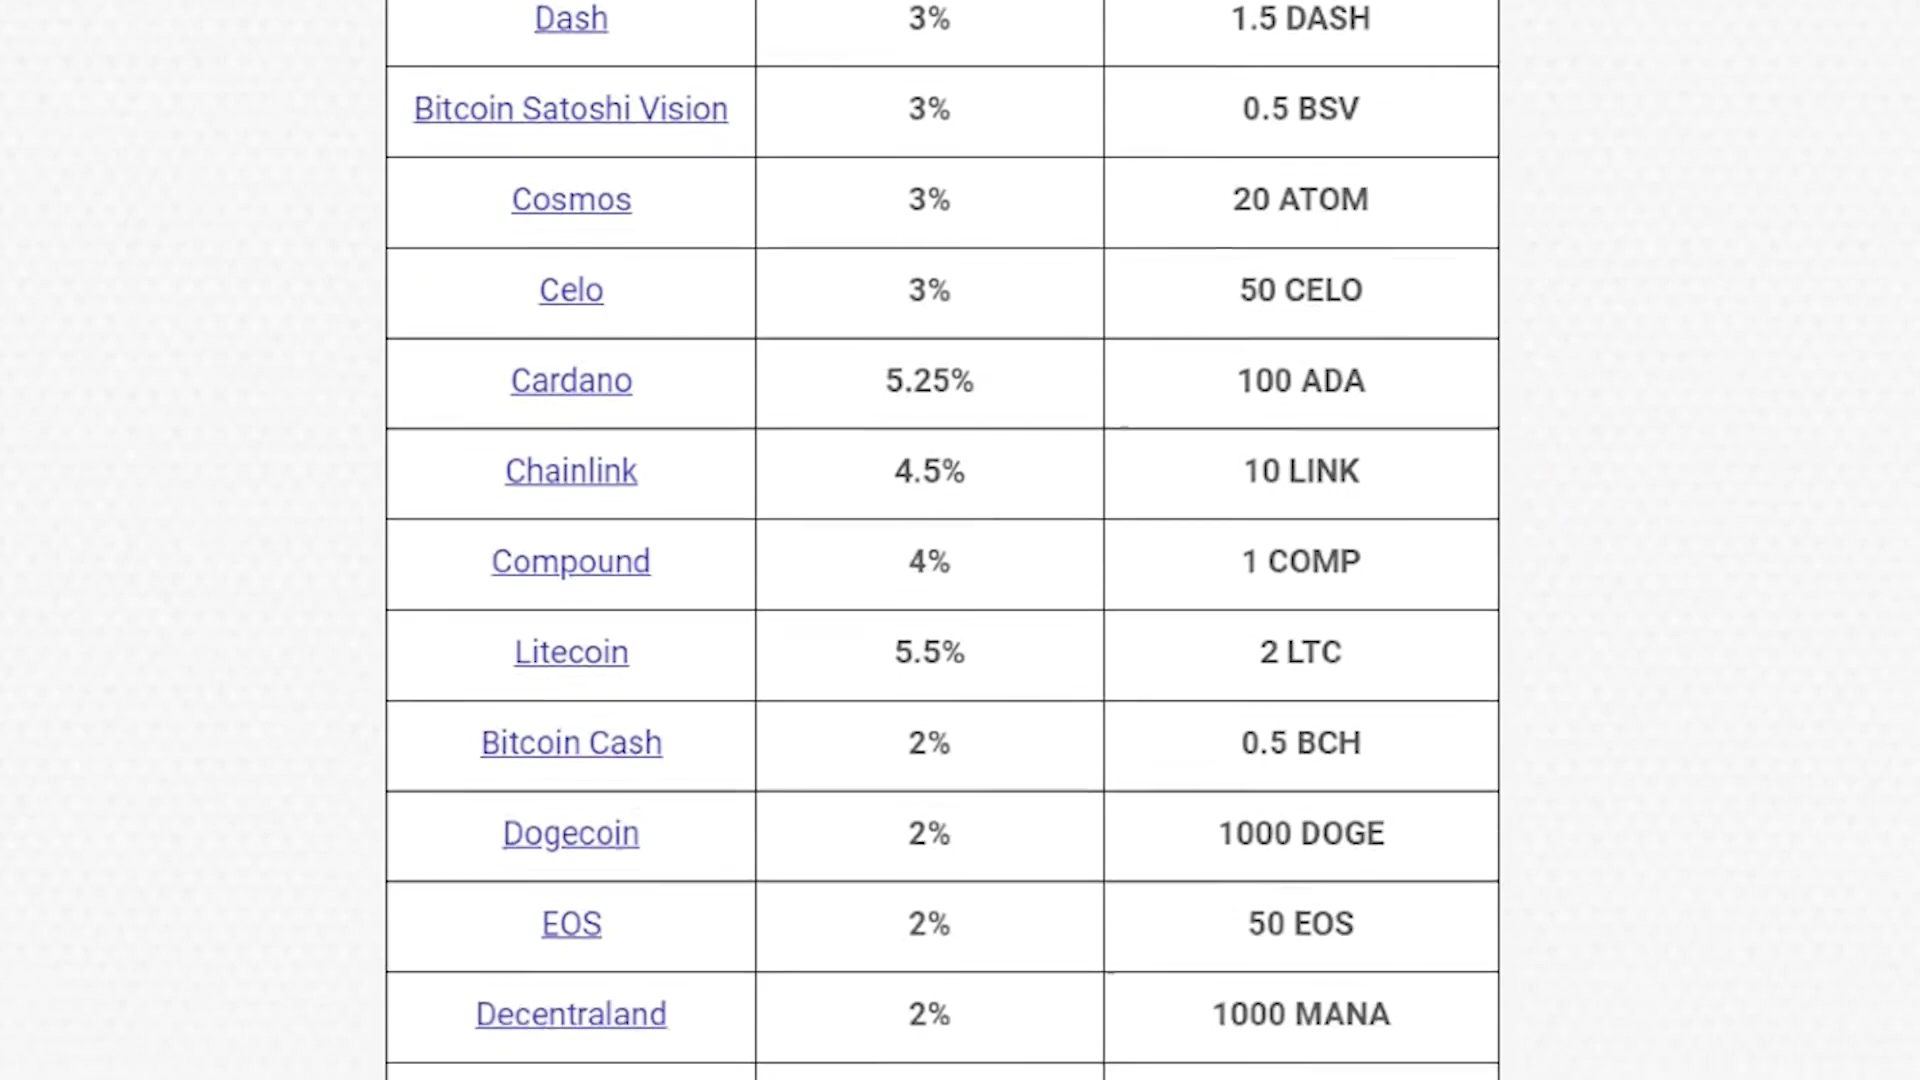 Dash 3% 1.5 DASH
Bitcoin Satoshi Vision 3% 0.5 BSV
Cosmos 3% 20 ATOM
Celo 3% 50 CELO
Cardano 5.25% 100 ADA
Chainlink 4.5% 10 LINK
Compound 4% 1 COMP
Litecoin 5.5% 2 LTC
Bitcoin Cash 2% 0.5 BCH
Dogecoin 2% 1000 DOGE
EOS 2% 50 EOS
Decentraland 2% 1000 MANA